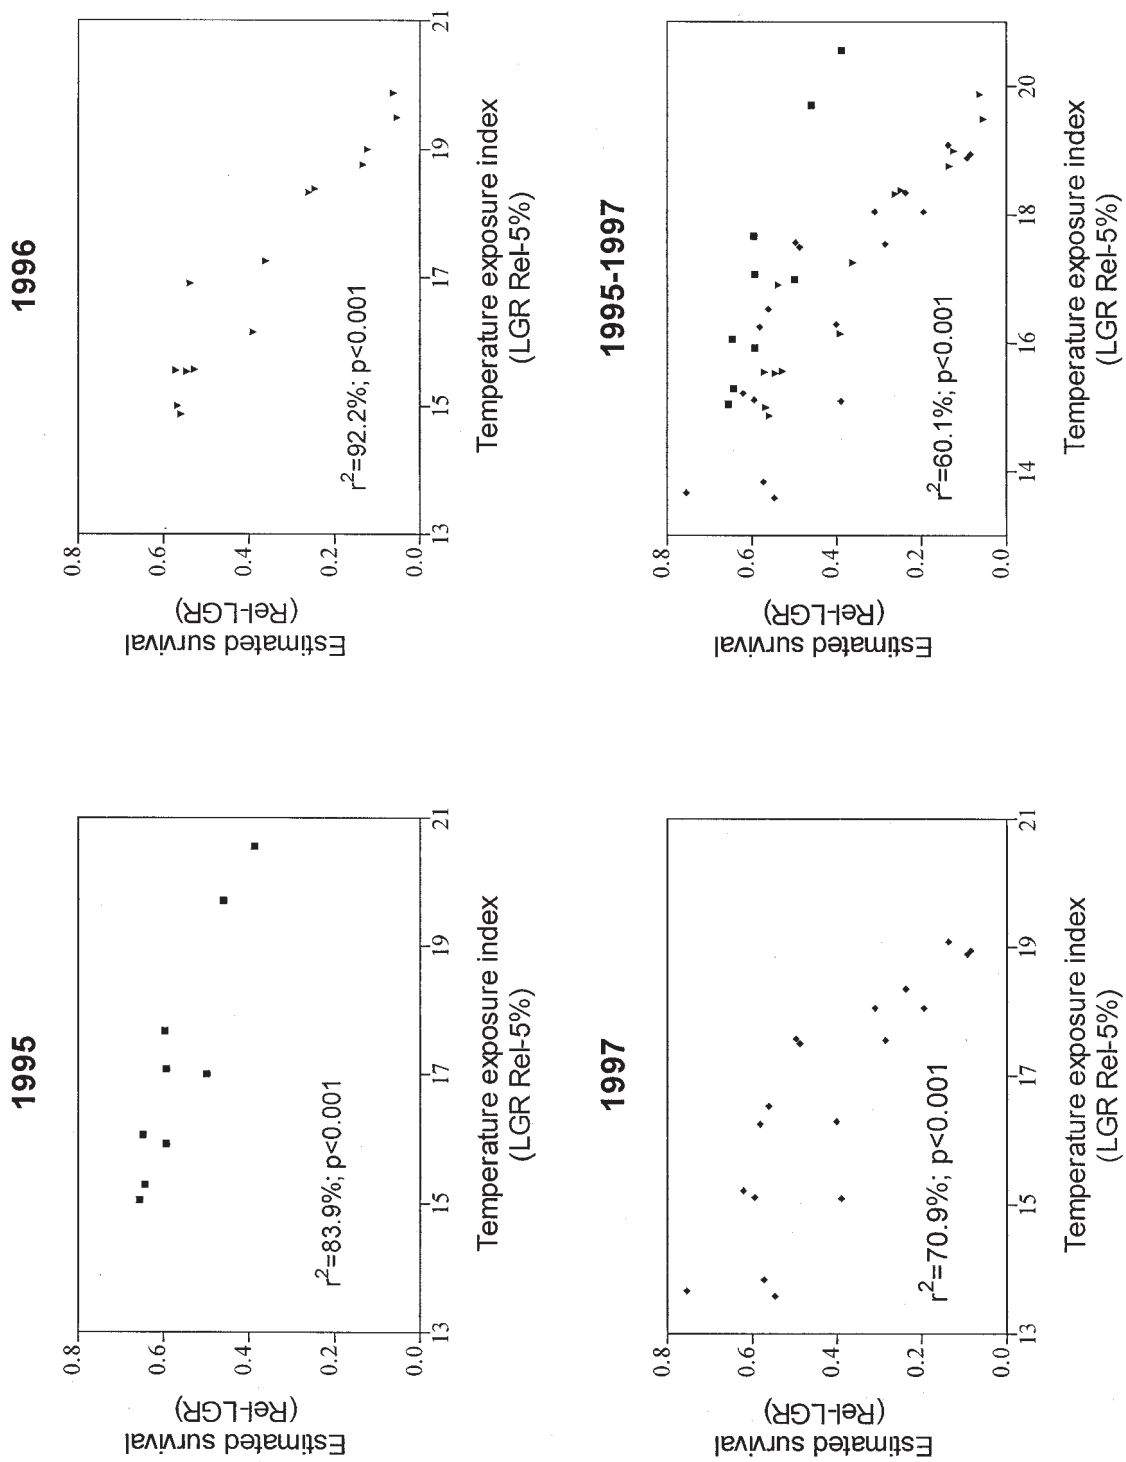 1995
Estimated survival
(Rel-LGR)
0.8
0.6
0.4
0.2
0.0
r²=83.9%; p<0.001
13
15
17
19
21
Temperature exposure index
(LGR Rel-5%)
1996
Estimated survival
(Rel-LGR)
0.8
0.6
0.4
0.2
0.0
r²=92.2%; p<0.001
13
15
17
19
21
Temperature exposure index
(LGR Rel-5%)
1997
Estimated survival
(Rel-LGR)
0.8
0.6
0.4
0.2
0.0
r²=70.9%; p<0.001
13
15
17
19
21
Temperature exposure index
(LGR Rel-5%)
1995-1997
Estimated survival
(Rel-LGR)
0.8
0.6
0.4
0.2
0.0
r²=60.1%; p<0.001
14
16
18
20
Temperature exposure index
(LGR Rel-5%)